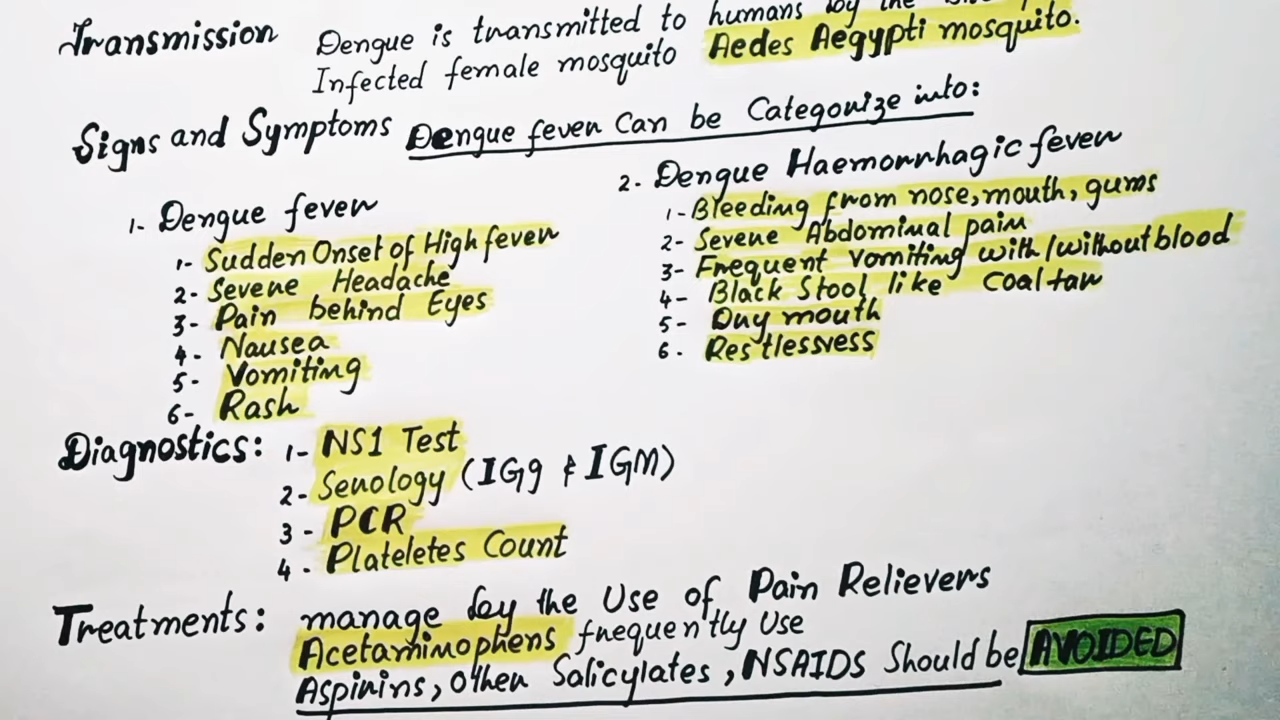 Transmission Dengue is transmitted to humans by the
Infected female mosquito Aedes Aegypti mosquito.
Signs and Symptoms Dengue fever Can be Categorize into:
1- Dengue fever
1- Sudden Onset of High fever
2- Severe Headache
3- Pain behind Eyes
4- Nausea
5- Vomiting
6- Rash
2- Dengue Haemorrhagic fever
1- Bleeding from nose, mouth, gums
2- Severe Abdominal pain
3- Frequent vomiting with/without blood
4- Black Stool like Coal tar
5- Dry mouth
6- Restlessness
Diagnostics: 1- NS1 Test
2- Serology (IGg & IGM)
3- PCR
4- Plateletes Count
Treatments: manage by the Use of Pain Relievers
Acetaminophens frequently Use
Aspirins, Other Salicylates, NSAIDS Should be AVOIDED